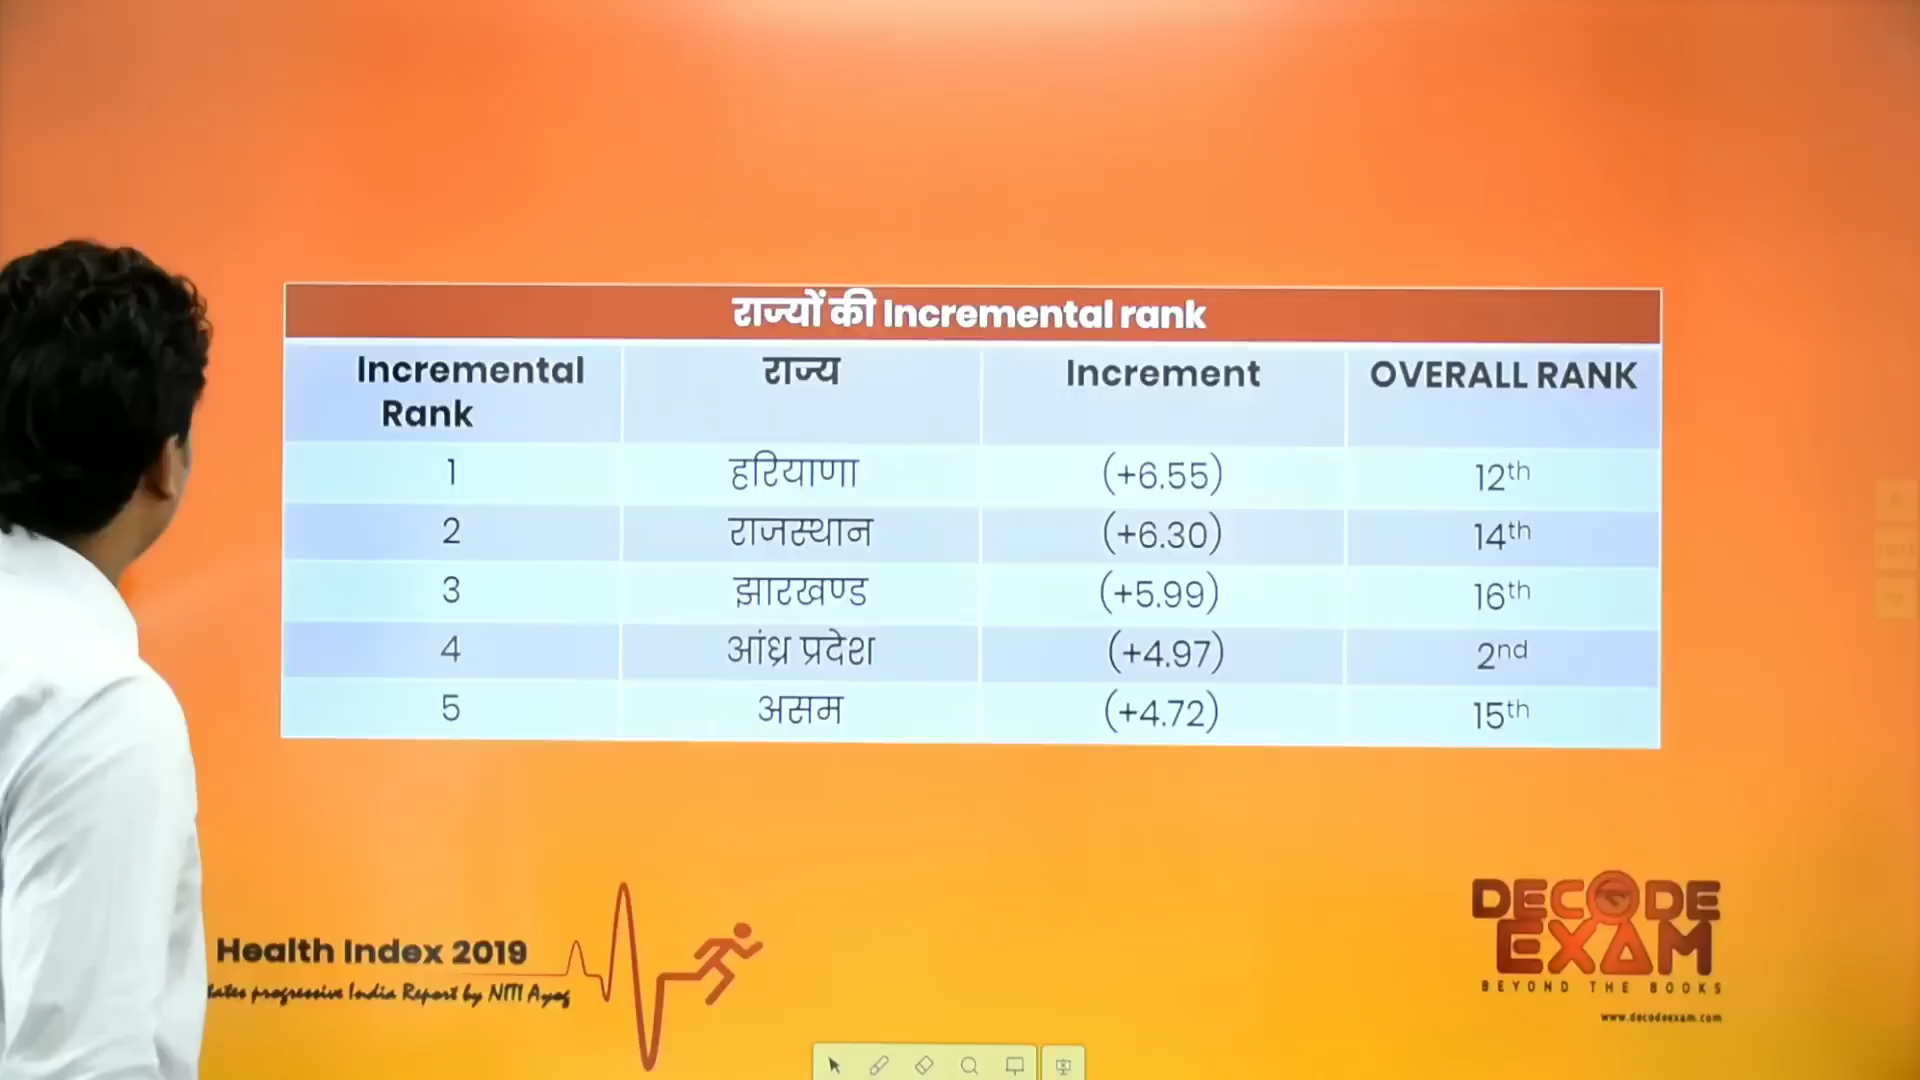 राज्यों की Incremental rank
Incremental Rank राज्य Increment OVERALL RANK
1 हरियाणा (+6.55) 12th
2 राजस्थान (+6.30) 14th
3 झारखण्ड (+5.99) 16th
4 आंध्र प्रदेश (+4.97) 2nd
5 असम (+4.72) 15th
Health Index 2019
progressive India Report by NITI Ayog
DECODE
EXAM
BEYOND THE BOOKS
www.decodeexam.com